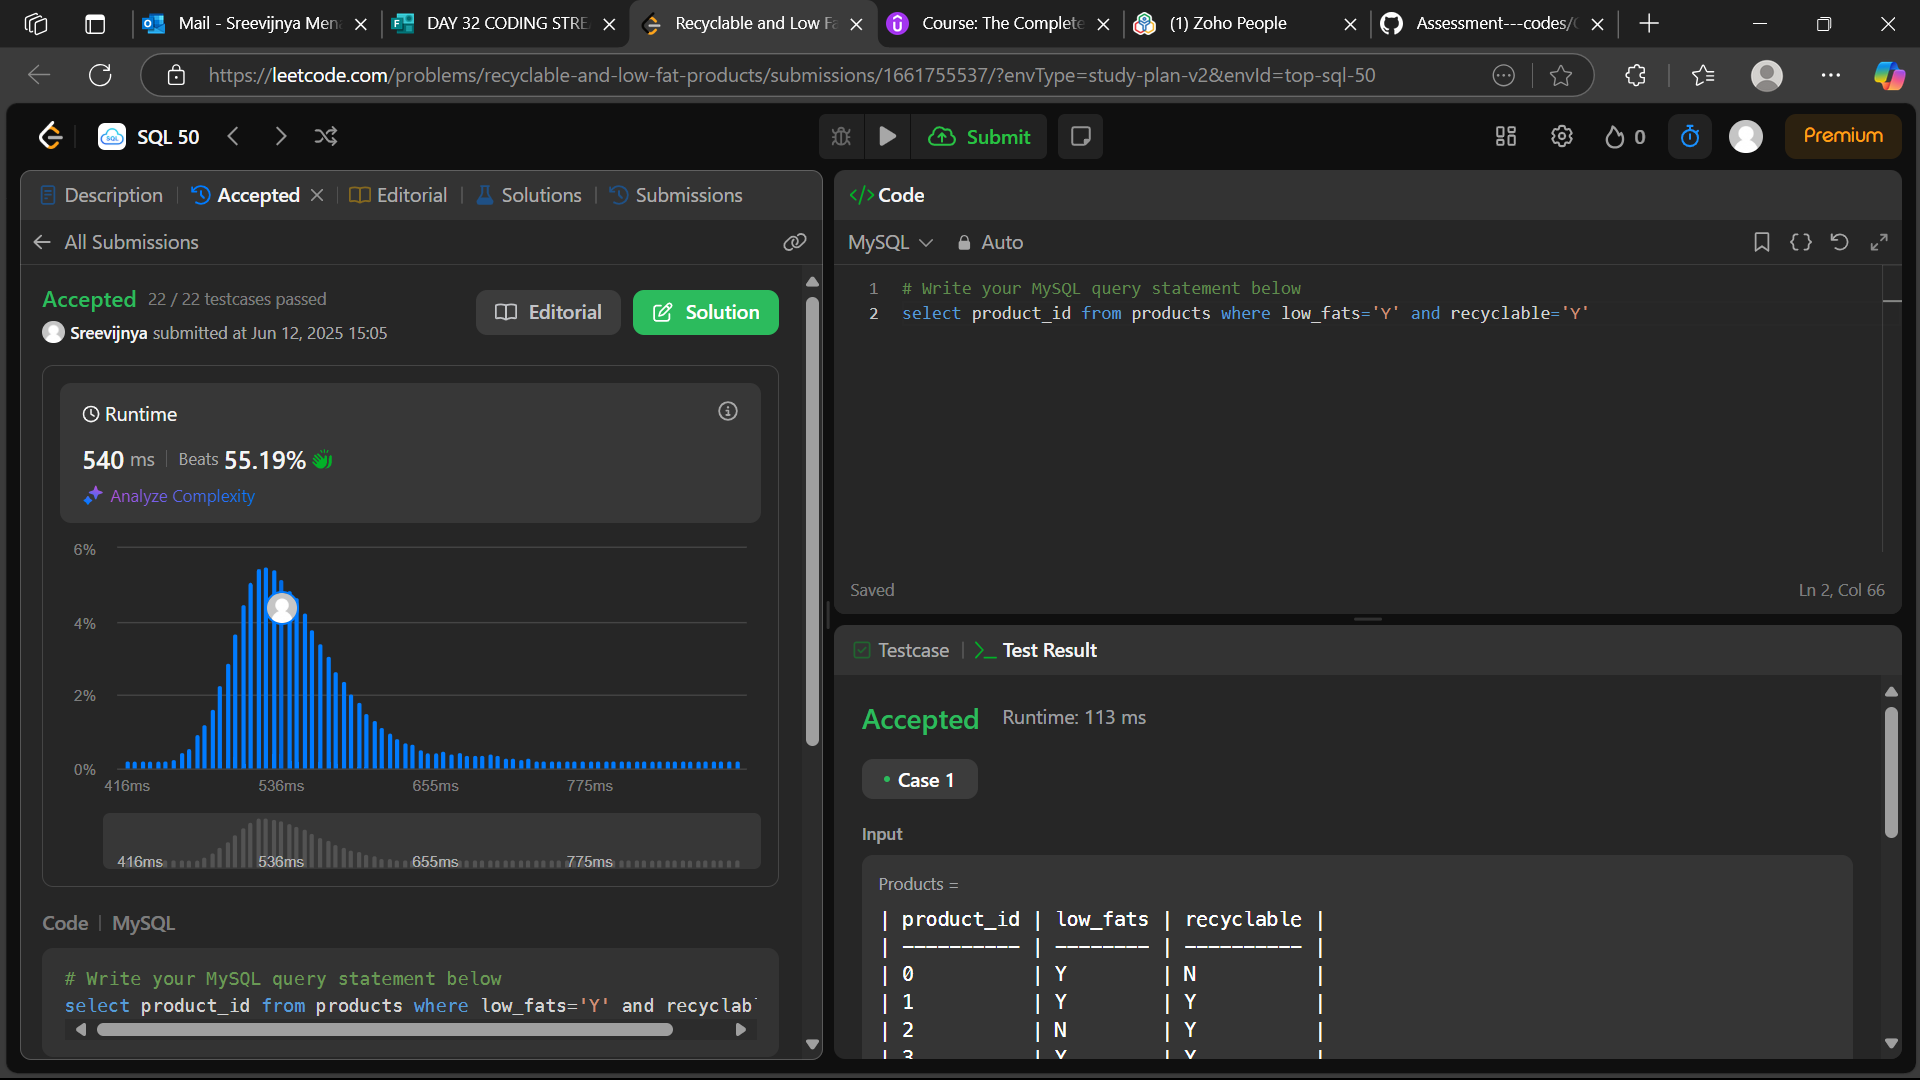 Mail - Sreevijnya Men
DAY 32 CODING STRE
Recyclable and Low Fa
Course: The Complete
(1) Zoho People
Assessment---codes/
https://leetcode.com/problems/recyclable-and-low-fat-products/submissions/1661755537/?envType=study-plan-v2&envId=top-sql-50
SQL 50
Submit
0
Premium
Description
Accepted
Editorial
Solutions
Submissions
All Submissions
Accepted 22 / 22 testcases passed
Sreevijnya submitted at Jun 12, 2025 15:05
Editorial
Solution
Runtime
540 ms
Beats 55.19%
Analyze Complexity
6%
4%
2%
0%
416ms 536ms 655ms 775ms
416ms 536ms 655ms 775ms
Code | MySQL
# Write your MySQL query statement below
select product_id from products where low_fats='Y' and recyclab
</> Code
MySQL
Auto
1 # Write your MySQL query statement below
2 select product_id from products where low_fats='Y' and recyclable='Y'
Saved
Ln 2, Col 66
Testcase
>_ Test Result
Accepted Runtime: 113 ms
• Case 1
Input
Products =
| product_id | low_fats | recyclable |
| ---------- | -------- | ---------- |
| 0 | Y | N |
| 1 | Y | Y |
| 2 | N | Y |
| 3 | Y | Y |